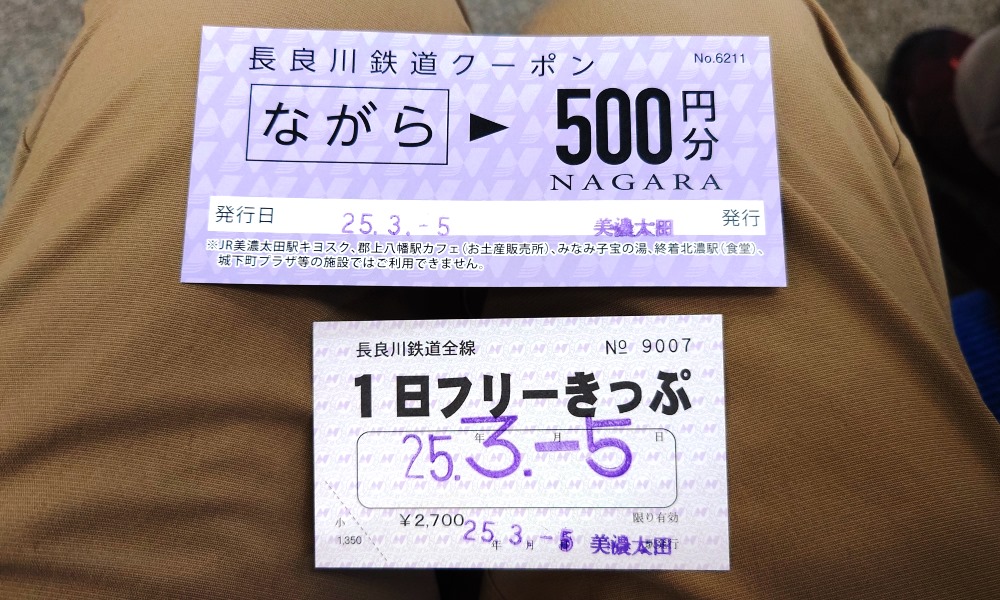 長良川鉄道クーポン
No.6211
ながら ▶ 500円分
NAGARA
発行日 25.3.-5 美濃太田 発行
※JR美濃太田駅キヨスク、郡上八幡駅カフェ(お土産販売所)、みなみ子宝の湯、終着北濃駅(食堂)、
城下町プラザ等の施設ではご利用できません。
長良川鉄道全線 № 9007
1日フリーきっぷ
年 月 日
25.3.-5
限り有効
小 ¥2,700
1,350 25.3.-5 美濃太田
年 月 行